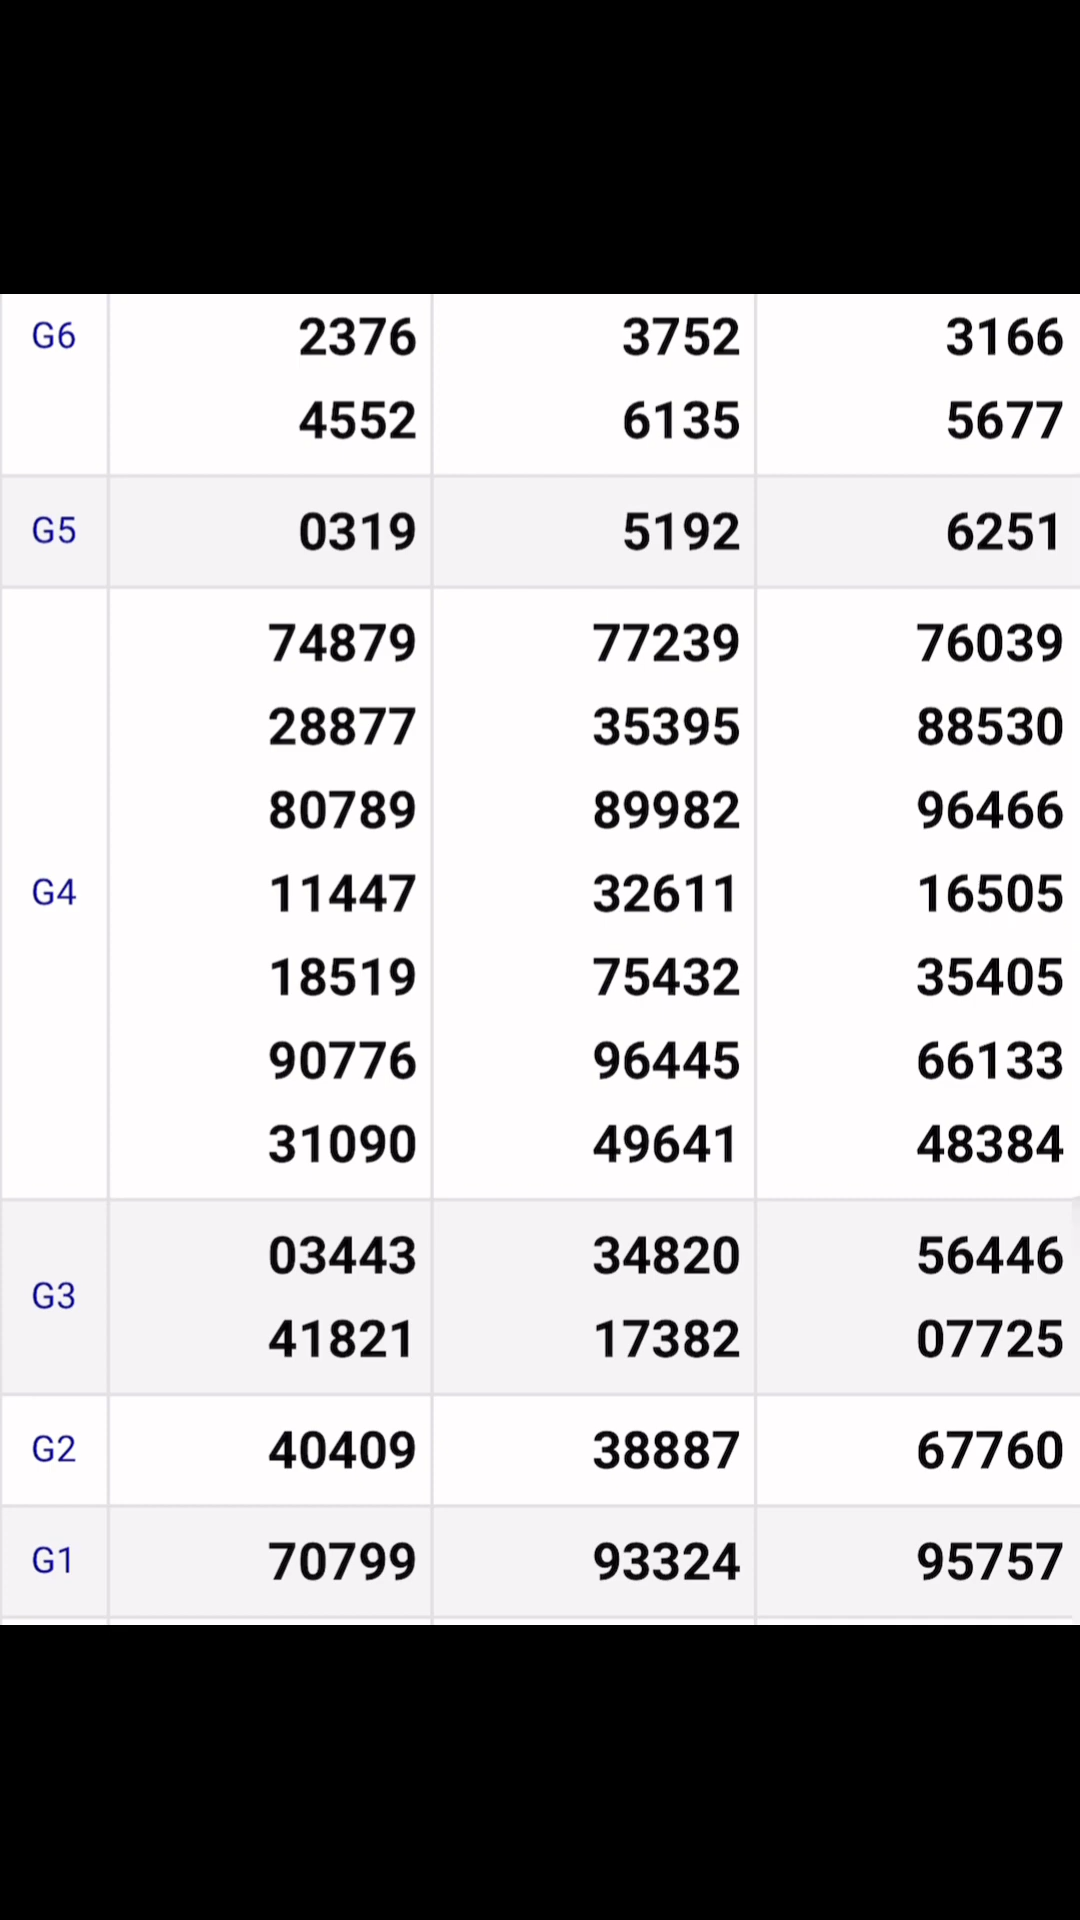 G6 2376 3752 3166
4552 6135 5677
G5 0319 5192 6251
74879 77239 76039
28877 35395 88530
80789 89982 96466
G4 11447 32611 16505
18519 75432 35405
90776 96445 66133
31090 49641 48384
G3 03443 34820 56446
41821 17382 07725
G2 40409 38887 67760
G1 70799 93324 95757